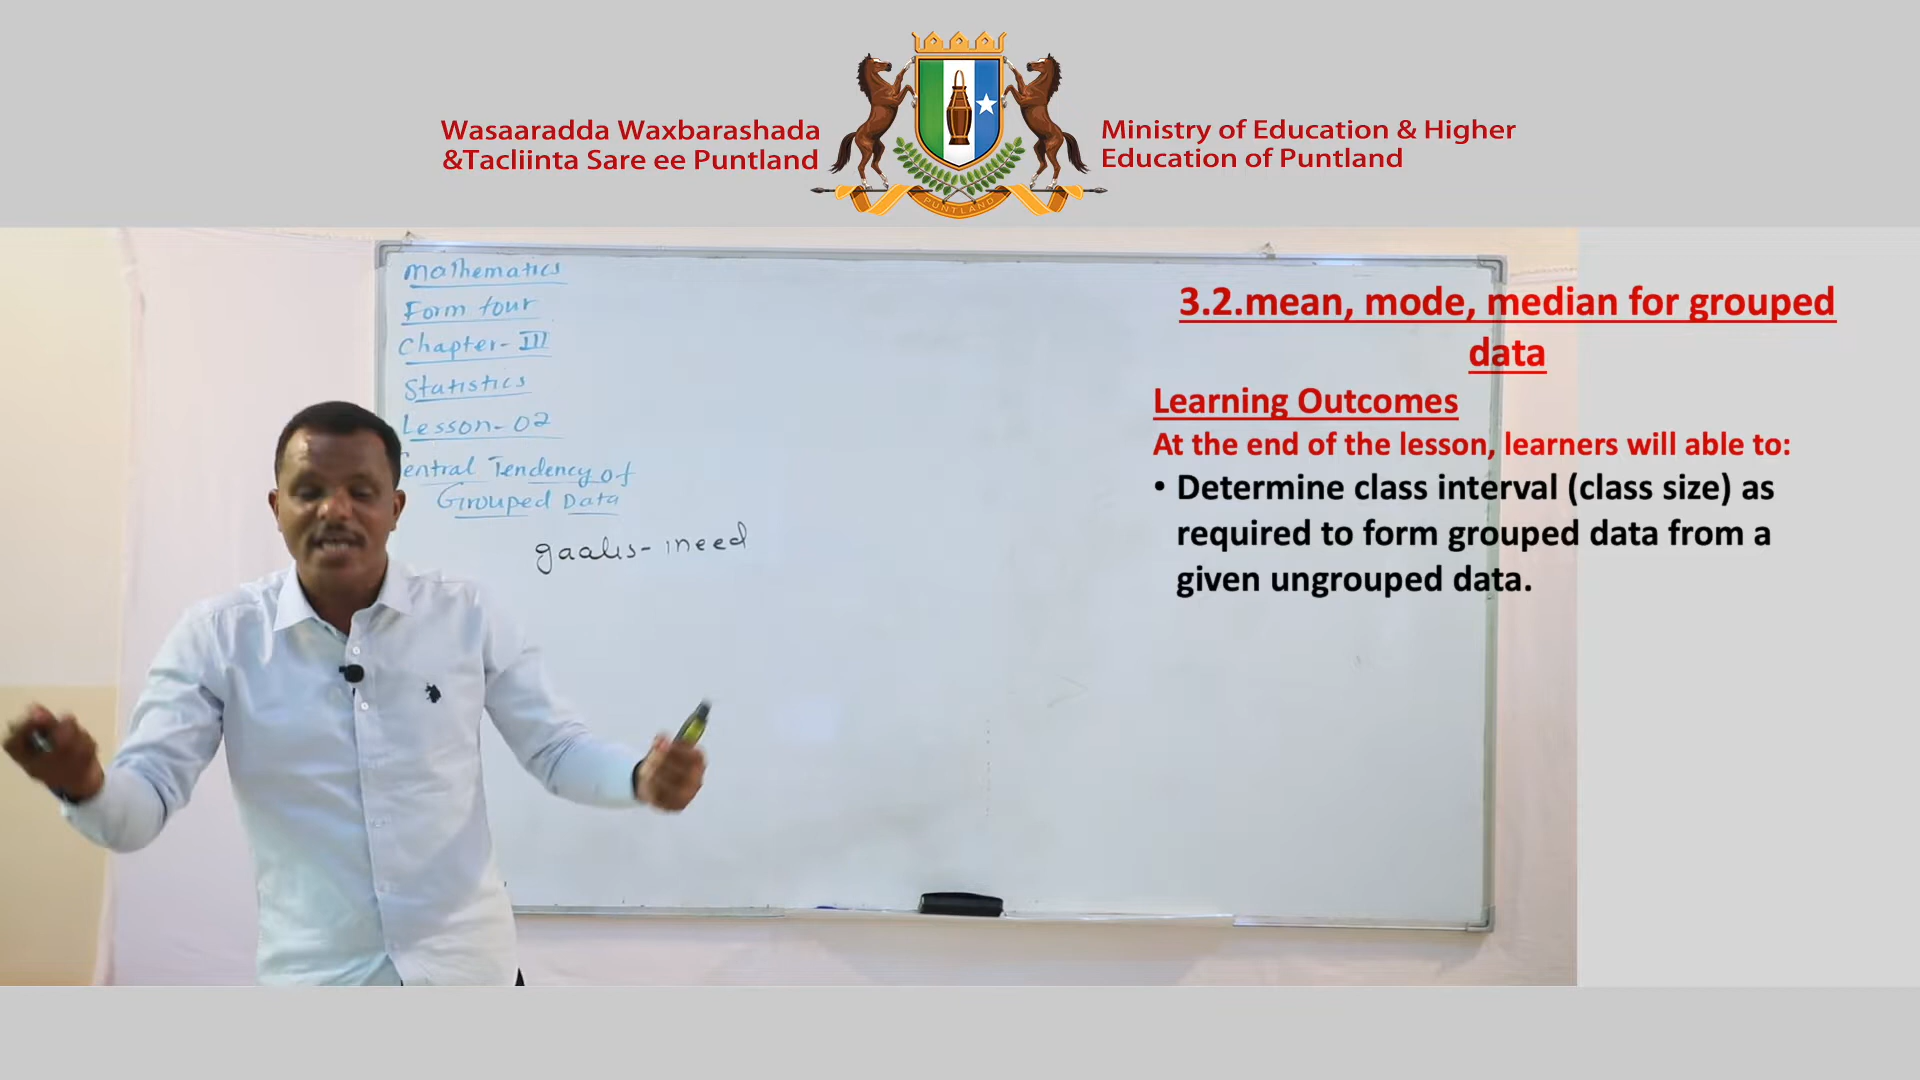 Wasaaradda Waxbarashada
&Tacliinta Sare ee Puntland
Ministry of Education & Higher
Education of Puntland
PUNTLAND
Mathematics
Form four
Chapter-III
Statistics
Lesson-02
entral Tendency of
Grouped Data
3.2.mean, mode, median for grouped
data
Learning Outcomes
At the end of the lesson, learners will able to:
• Determine class interval (class size) as
required to form grouped data from a
given ungrouped data.